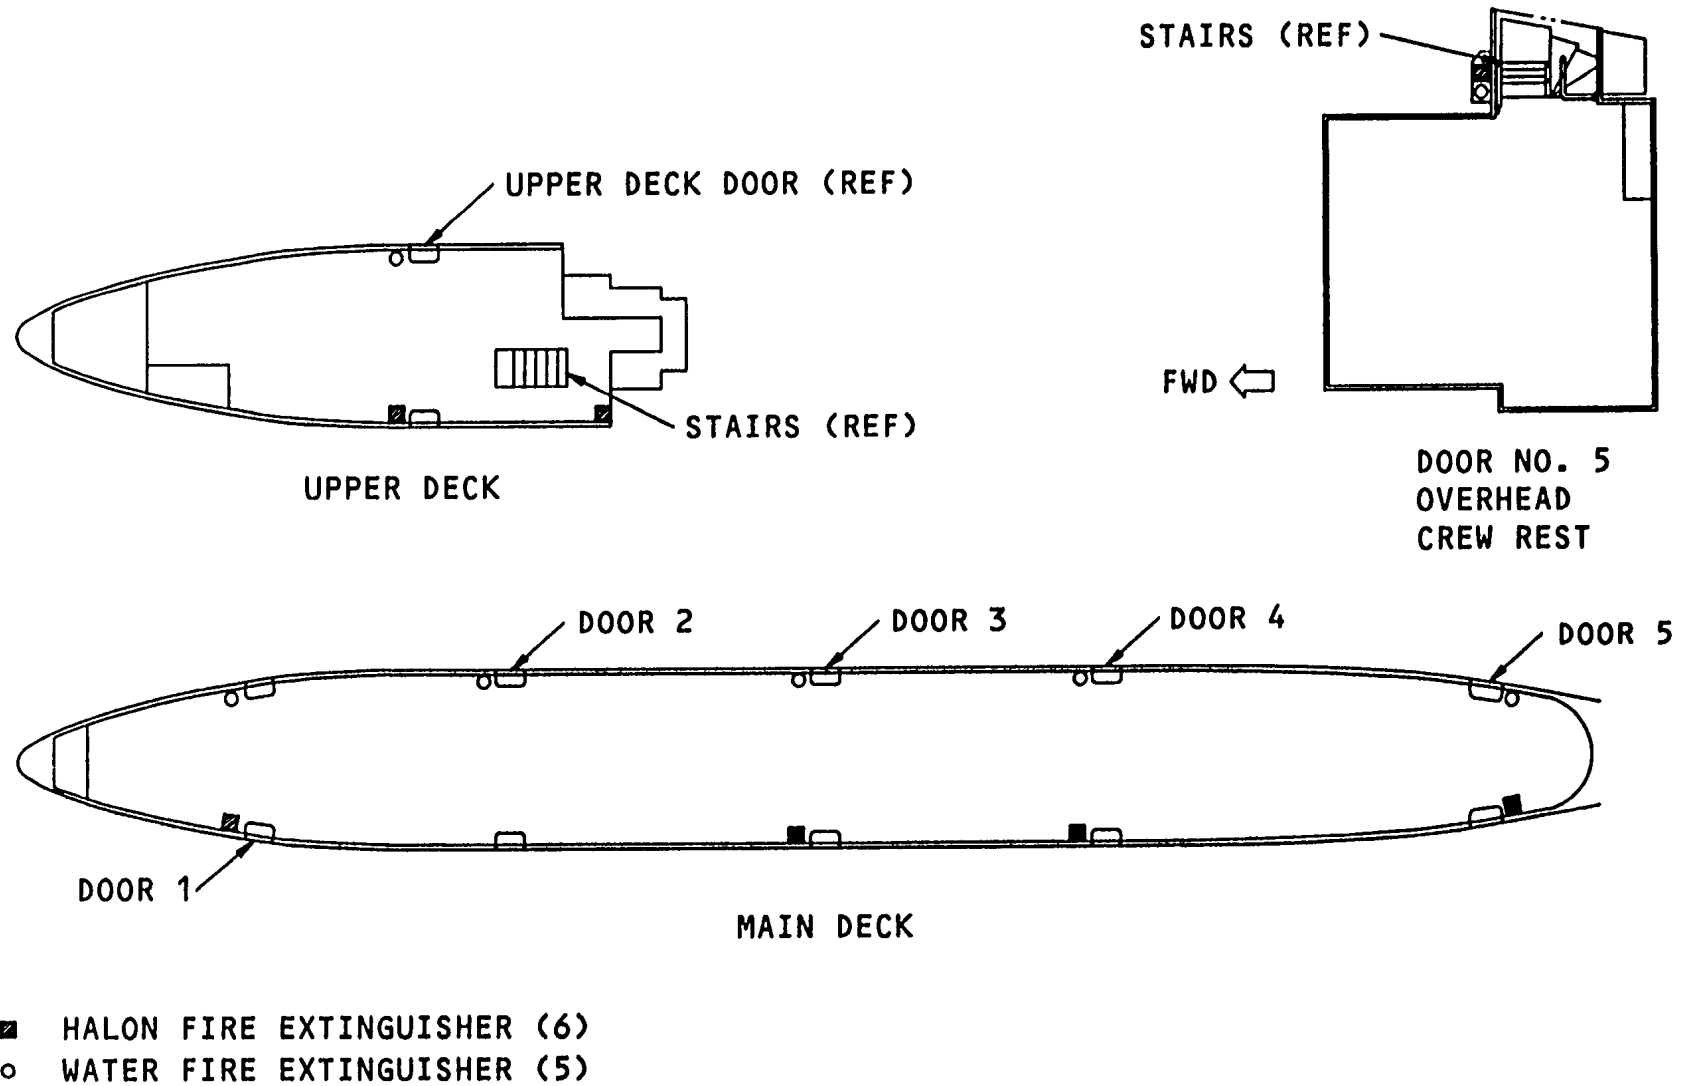 STAIRS (REF)
UPPER DECK DOOR (REF)
STAIRS (REF)
UPPER DECK
FWD
DOOR NO. 5
OVERHEAD
CREW REST
DOOR 2
DOOR 3
DOOR 4
DOOR 5
DOOR 1
MAIN DECK
HALON FIRE EXTINGUISHER (6)
WATER FIRE EXTINGUISHER (5)